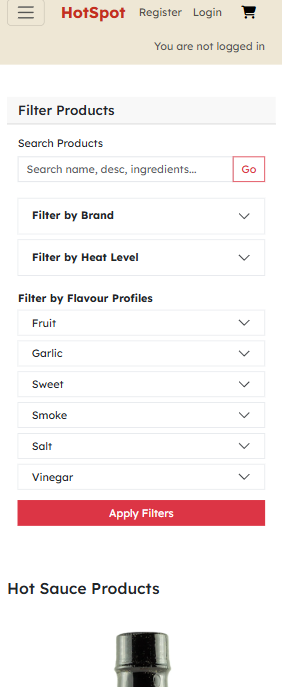 HotSpot Register Login
You are not logged in
Filter Products
Search Products
Search name, desc, ingredients... Go
Filter by Brand
Filter by Heat Level
Filter by Flavour Profiles
Fruit
Garlic
Sweet
Smoke
Salt
Vinegar
Apply Filters
Hot Sauce Products